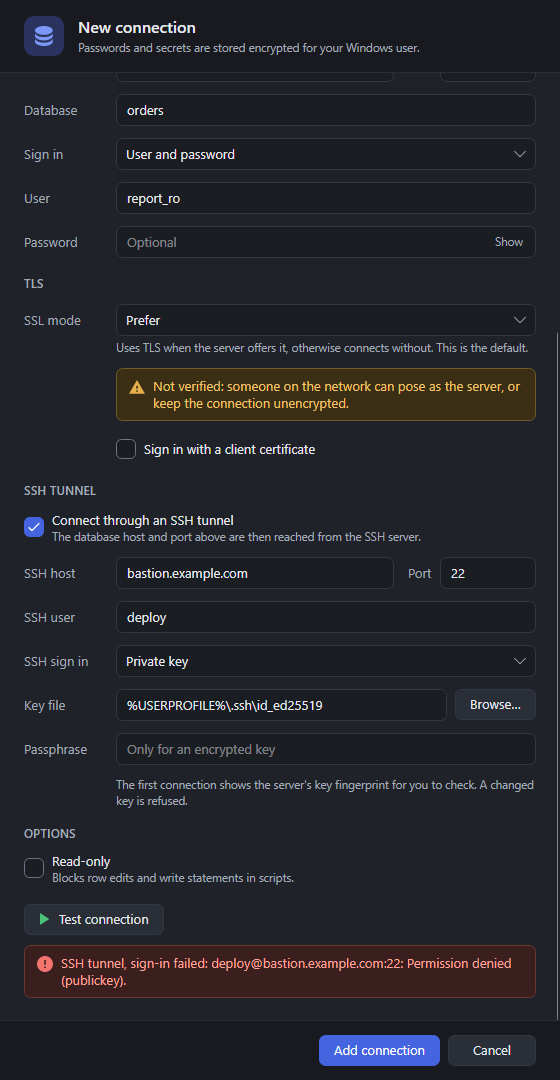 New connection
Passwords and secrets are stored encrypted for your Windows user.
Database
orders
Sign in
User and password
User
report_ro
Password
Optional
Show
TLS
SSL mode
Prefer
Uses TLS when the server offers it, otherwise connects without. This is the default.
Not verified: someone on the network can pose as the server, or
keep the connection unencrypted.
Sign in with a client certificate
SSH TUNNEL
Connect through an SSH tunnel
The database host and port above are then reached from the SSH server.
SSH host
bastion.example.com
Port
22
SSH user
deploy
SSH sign in
Private key
Key file
%USERPROFILE%\.ssh\id_ed25519
Browse...
Passphrase
Only for an encrypted key
The first connection shows the server's key fingerprint for you to check. A changed
key is refused.
OPTIONS
Read-only
Blocks row edits and write statements in scripts.
Test connection
SSH tunnel, sign-in failed: deploy@bastion.example.com:22: Permission denied
(publickey).
Add connection
Cancel